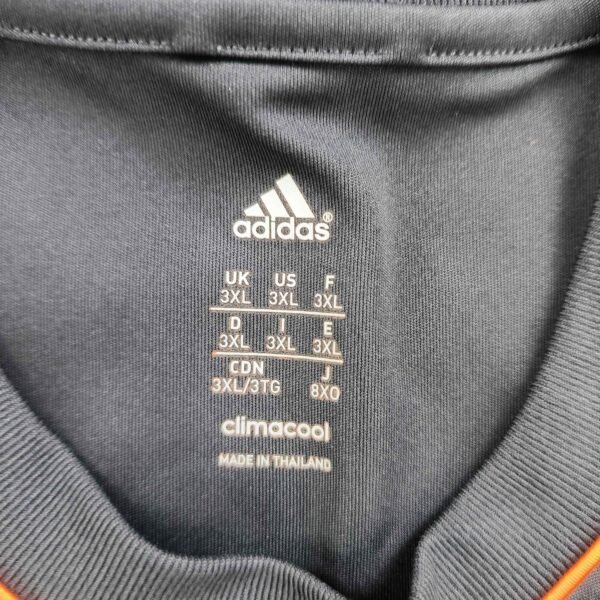 adidas®
UK US F
3XL 3XL 3XL
D I E
3XL 3XL 3XL
CDN J
3XL/3TG 8XO
climacool
MADE IN THAILAND